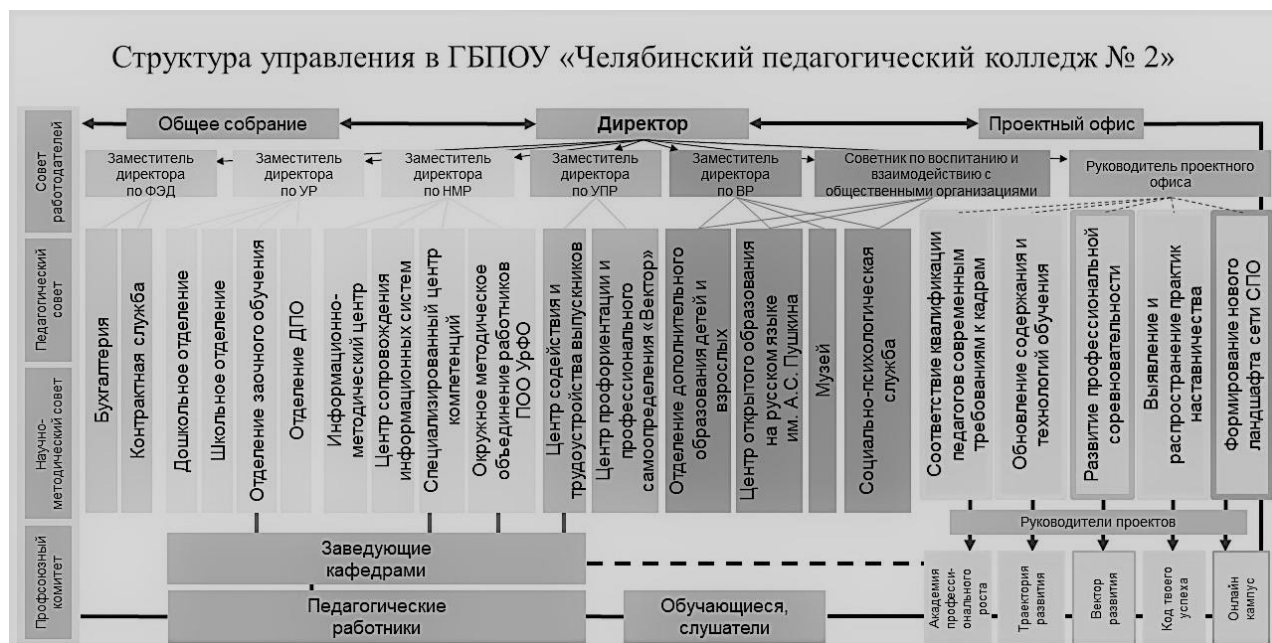 Структура управления в ГБПОУ «Челябинский педагогический колледж № 2»
Общее собрание
Директор
Проектный офис
Совет
работодателей
Педагогический
совет
Научно-
методический совет
Профсоюзный
комитет
Заместитель
директора
по ФЭД
Заместитель
директора
по УР
Заместитель
директора
по НМР
Заместитель
директора
по УПР
Заместитель
директора
по ВР
Советник по воспитанию и
взаимодействию с
общественными организациями
Руководитель проектного
офиса
Бухгалтерия
Контрактная служба
Дошкольное отделение
Школьное отделение
Отделение заочного обучения
Отделение ДПО
Информационно-
методический центр
Центр сопровождения
информационных систем
Специализированный центр
компетенций
Окружное методическое
объединение работников
ПОО УрФО
Центр содействия и
трудоустройства выпускников
Центр профориентации и
профессионального
самоопределения «Вектор»
Отделение дополнительного
образования детей и
взрослых
Центр открытого образования
на русском языке
им. А.С. Пушкина
Музей
Социально-психологическая
служба
Соответствие квалификации
педагогов современным
требованиям к кадрам
Обновление содержания и
технологий обучения
Развитие профессиональной
соревновательности
Выявление и
распространение практик
наставничества
Формирование нового
ландшафта сети СПО
Руководители проектов
Заведующие
кафедрами
Педагогические
работники
Обучающиеся,
слушатели
Академия
професси-
онального
роста
Траектория
развития
Вектор
развития
Код твоего
успеха
Онлайн
кампус